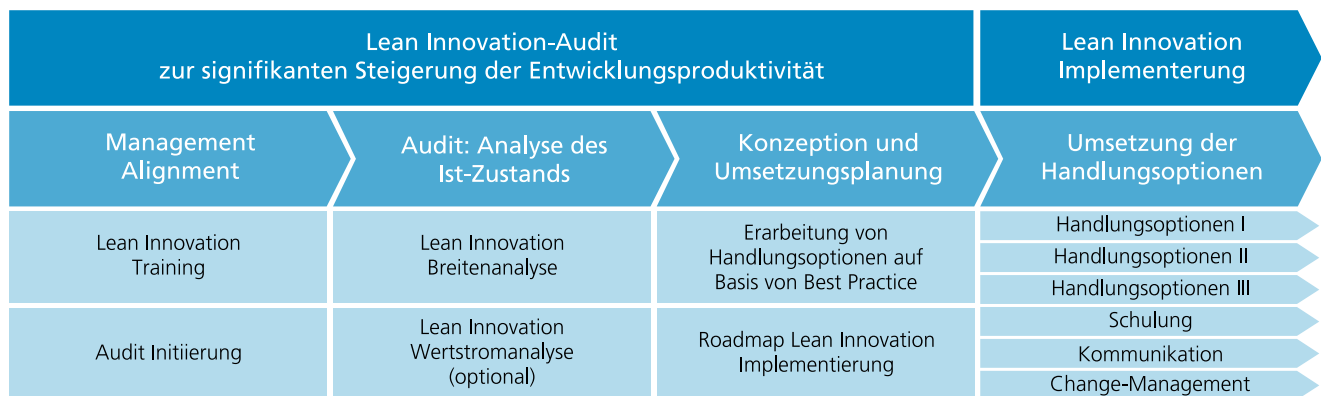 Lean Innovation-Audit
zur signifikanten Steigerung der Entwicklungsproduktivität
Lean Innovation
Implementerung
Management
Alignment
Audit: Analyse des
Ist-Zustands
Konzeption und
Umsetzungsplanung
Umsetzung der
Handlungsoptionen
Lean Innovation
Training
Lean Innovation
Breitenanalyse
Erarbeitung von
Handlungsoptionen auf
Basis von Best Practice
Handlungsoptionen I
Handlungsoptionen II
Handlungsoptionen III
Audit Initiierung
Lean Innovation
Wertstromanalyse
(optional)
Roadmap Lean Innovation
Implementierung
Schulung
Kommunikation
Change-Management